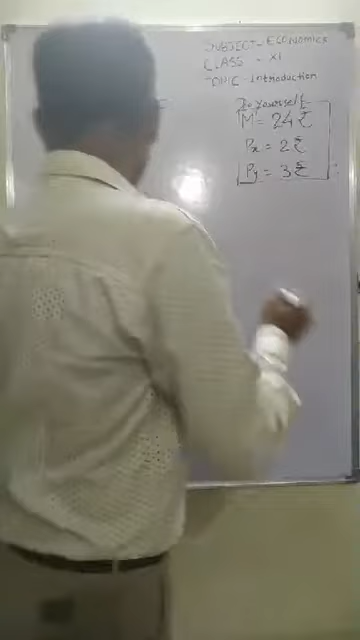 SUBJECT - ECONOMICS
CLASS - XI
TOPIC - Introduction
Do Yourself
M = 24 ₹
Px = 2 ₹
Py = 3 ₹